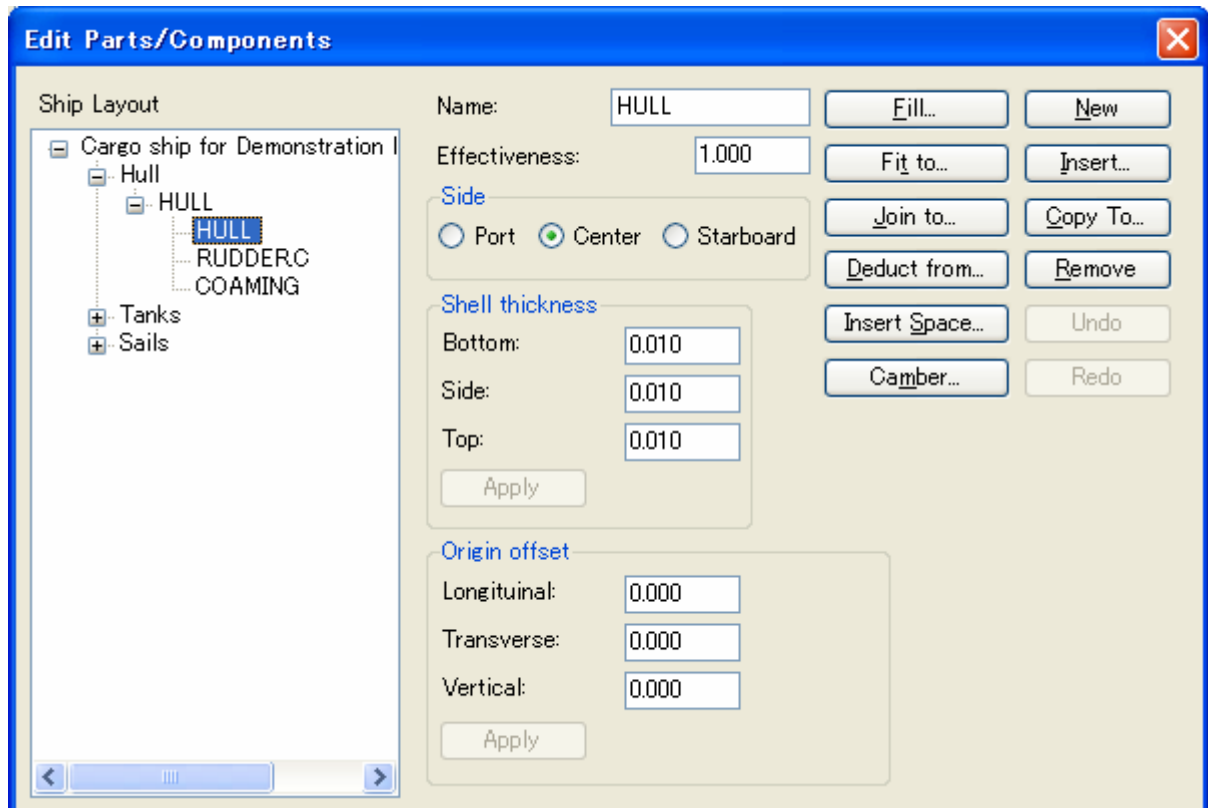 Edit Parts/Components
Ship Layout
Cargo ship for Demonstration I
Hull
HULL
HULL
RUDDER.C
COAMING
Tanks
Sails
Name: HULL
Effectiveness: 1.000
Side
Port Center Starboard
Shell thickness
Bottom: 0.010
Side: 0.010
Top: 0.010
Apply
Origin offset
Longituinal: 0.000
Transverse: 0.000
Vertical: 0.000
Apply
Fill... New
Fit to... Insert...
Join to... Copy To...
Deduct from... Remove
Insert Space... Undo
Camber... Redo